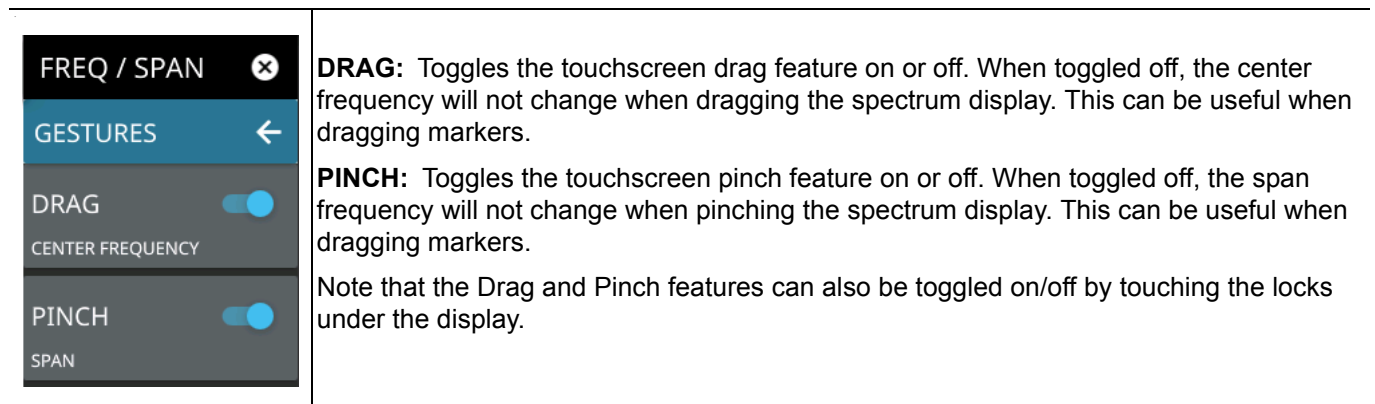 FREQ / SPAN
GESTURES
DRAG
CENTER FREQUENCY
PINCH
SPAN
DRAG: Toggles the touchscreen drag feature on or off. When toggled off, the center
frequency will not change when dragging the spectrum display. This can be useful when
dragging markers.
PINCH: Toggles the touchscreen pinch feature on or off. When toggled off, the span
frequency will not change when pinching the spectrum display. This can be useful when
dragging markers.
Note that the Drag and Pinch features can also be toggled on/off by touching the locks
under the display.